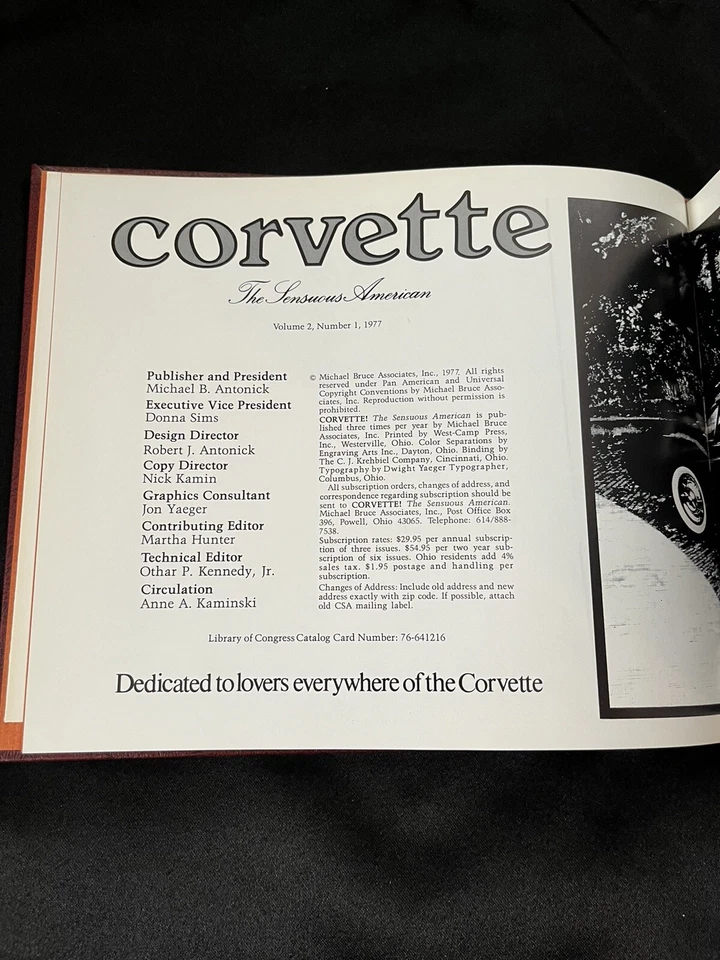 corvette
The Sensuous American
Volume 2, Number 1, 1977
Publisher and President
Michael B. Antonick
Executive Vice President
Donna Sims
Design Director
Robert J. Antonick
Copy Director
Nick Kamin
Graphics Consultant
Jon Yaeger
Contributing Editor
Martha Hunter
Technical Editor
Othar P. Kennedy, Jr.
Circulation
Anne A. Kaminski
© Michael Bruce Associates, Inc., 1977, All rights
reserved under Pan American and Universal
Copyright Conventions by Michael Bruce Asso-
ciates, Inc. Reproduction without permission is
prohibited.
CORVETTE! The Sensuous American is pub-
lished three times per year by Michael Bruce
Associates, Inc. Printed by West-Camp Press,
Inc., Westerville, Ohio. Color Separations by
Engraving Arts Inc., Dayton, Ohio. Binding by
The C. J. Krehbiel Company, Cincinnati, Ohio.
Typography by Dwight Yaeger Typographer,
Columbus, Ohio.
All subscription orders, changes of address, and
correspondence regarding subscription should be
sent to CORVETTE! The Sensuous American.
Michael Bruce Associates, Inc., Post Office Box
396, Powell, Ohio 43065. Telephone: 614/888-
7538.
Subscription rates: $29.95 per annual subscrip-
tion of three issues. $54.95 per two year sub-
scription of six issues. Ohio residents add 4%
sales tax. $1.95 postage and handling per
subscription.
Changes of Address: Include old address and new
address exactly with zip code. If possible, attach
old CSA mailing label.
Library of Congress Catalog Card Number: 76-641216
Dedicated to lovers everywhere of the Corvette